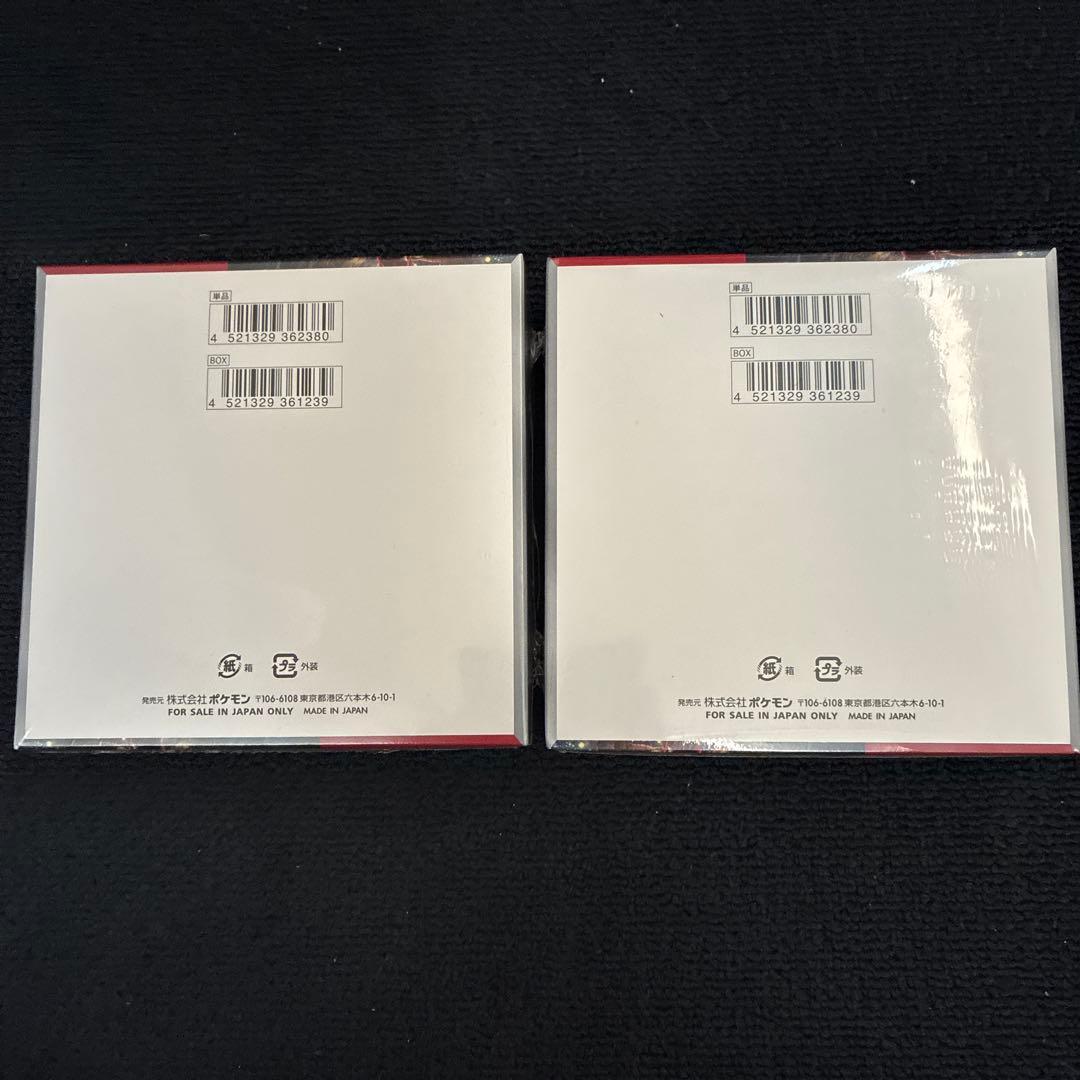 単品
4 521329 362380
BOX
4 521329 361239
紙 箱 プラ 外装
発売元 株式会社 ポケモン 〒106-6108 東京都港区六本木6-10-1
FOR SALE IN JAPAN ONLY MADE IN JAPAN
単品
4 521329 362380
BOX
4 521329 361239
紙 箱 プラ 外装
発売元 株式会社 ポケモン 〒106-6108 東京都港区六本木6-10-1
FOR SALE IN JAPAN ONLY MADE IN JAPAN